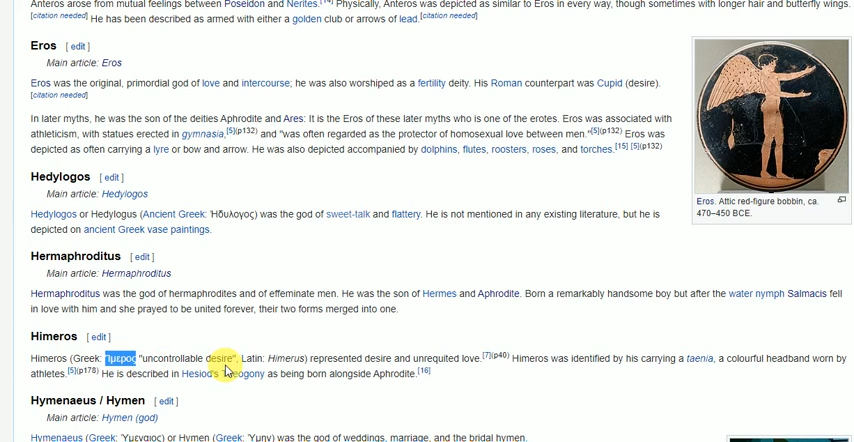 Anteros arose from mutual feelings between Poseidon and Nerites.[14] Physically, Anteros was depicted as similar to Eros in every way, though sometimes with longer hair and butterfly wings.
[citation needed] He has been described as armed with either a golden club or arrows of lead.[citation needed]
Eros [ edit ]
Main article: Eros
Eros was the original, primordial god of love and intercourse; he was also worshiped as a fertility deity. His Roman counterpart was Cupid (desire).
[citation needed]
In later myths, he was the son of the deities Aphrodite and Ares: It is the Eros of these later myths who is one of the erotes. Eros was associated with
athleticism, with statues erected in gymnasia,[5](p132) and "was often regarded as the protector of homosexual love between men."[5](p132) Eros was
depicted as often carrying a lyre or bow and arrow. He was also depicted accompanied by dolphins, flutes, roosters, roses, and torches.[15] [5](p132
Eros. Attic red-figure bobbin, ca.
470–450 BCE.
Hedylogos [ edit ]
Main article: Hedylogos
Hedylogos or Hedylogus (Ancient Greek: Ἡδυλογος) was the god of sweet-talk and flattery. He is not mentioned in any existing literature, but he is
depicted on ancient Greek vase paintings.
Hermaphroditus [ edit ]
Main article: Hermaphroditus
Hermaphroditus was the god of hermaphrodites and of effeminate men. He was the son of Hermes and Aphrodite. Born a remarkably handsome boy but after the water nymph Salmacis fell
in love with him and she prayed to be united forever, their two forms merged into one.
Himeros [ edit ]
Himeros (Greek: Ἵμερος "uncontrollable desire", Latin: Himerus) represented desire and unrequited love.[7](p40) Himeros was identified by his carrying a taenia, a colourful headband worn by
athletes.[5](p178) He is described in Hesiod's Theogony as being born alongside Aphrodite.[16]
Hymenaeus / Hymen [ edit ]
Main article: Hymen (god)
Hymenaeus (Greek: Ὑμεναιος) or Hymen (Greek: Ὑμην) was the god of weddings, marriage, and the bridal hymen.